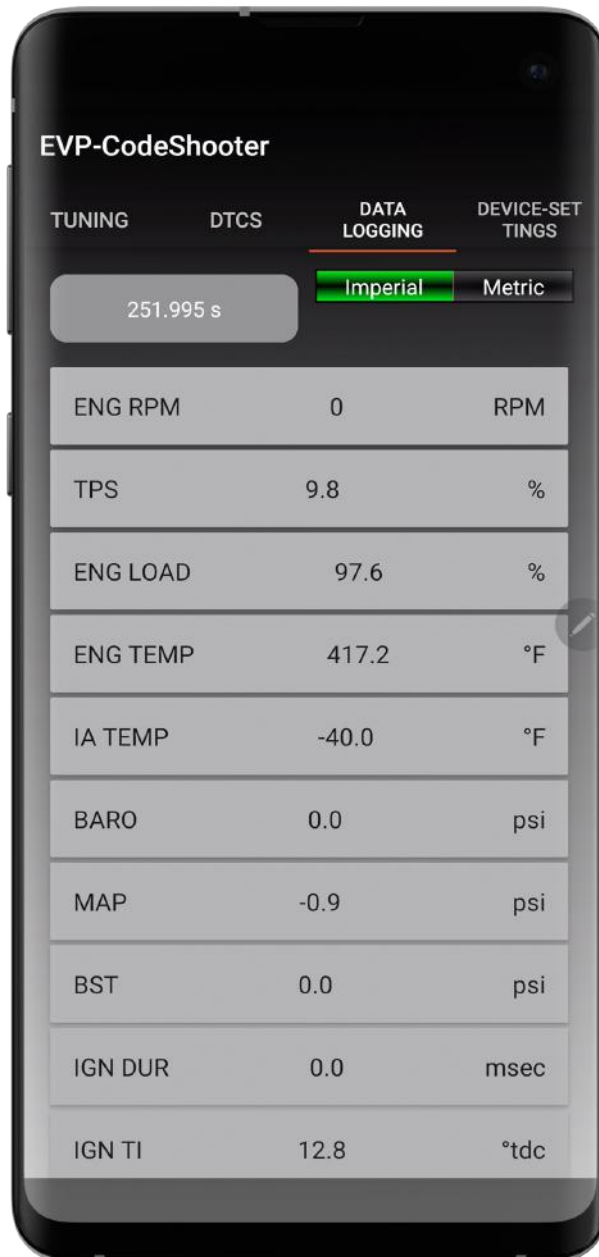 EVP-CodeShooter
TUNING DTCS DATA LOGGING DEVICE-SET TINGS
251.995 s Imperial Metric
ENG RPM 0 RPM
TPS 9.8 %
ENG LOAD 97.6 %
ENG TEMP 417.2 °F
IA TEMP -40.0 °F
BARO 0.0 psi
MAP -0.9 psi
BST 0.0 psi
IGN DUR 0.0 msec
IGN TI 12.8 °tdc